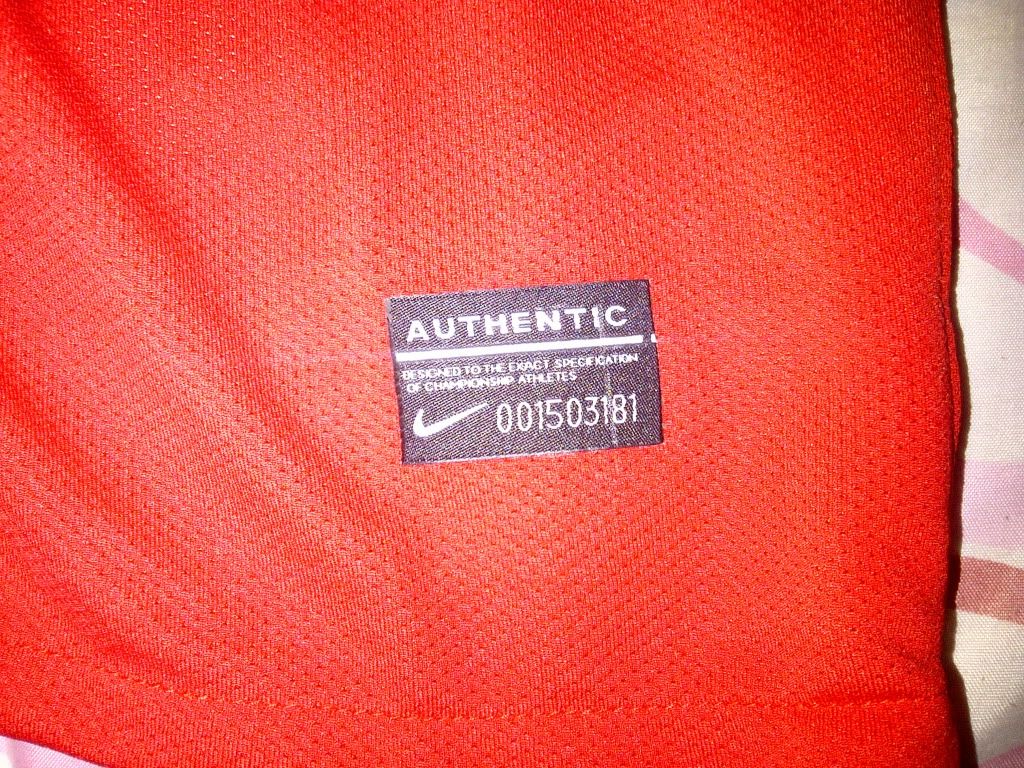 AUTHENTIC
DESIGNED TO THE EXACT SPECIFICATION
OF CHAMPIONSHIP ATHLETES
001503181